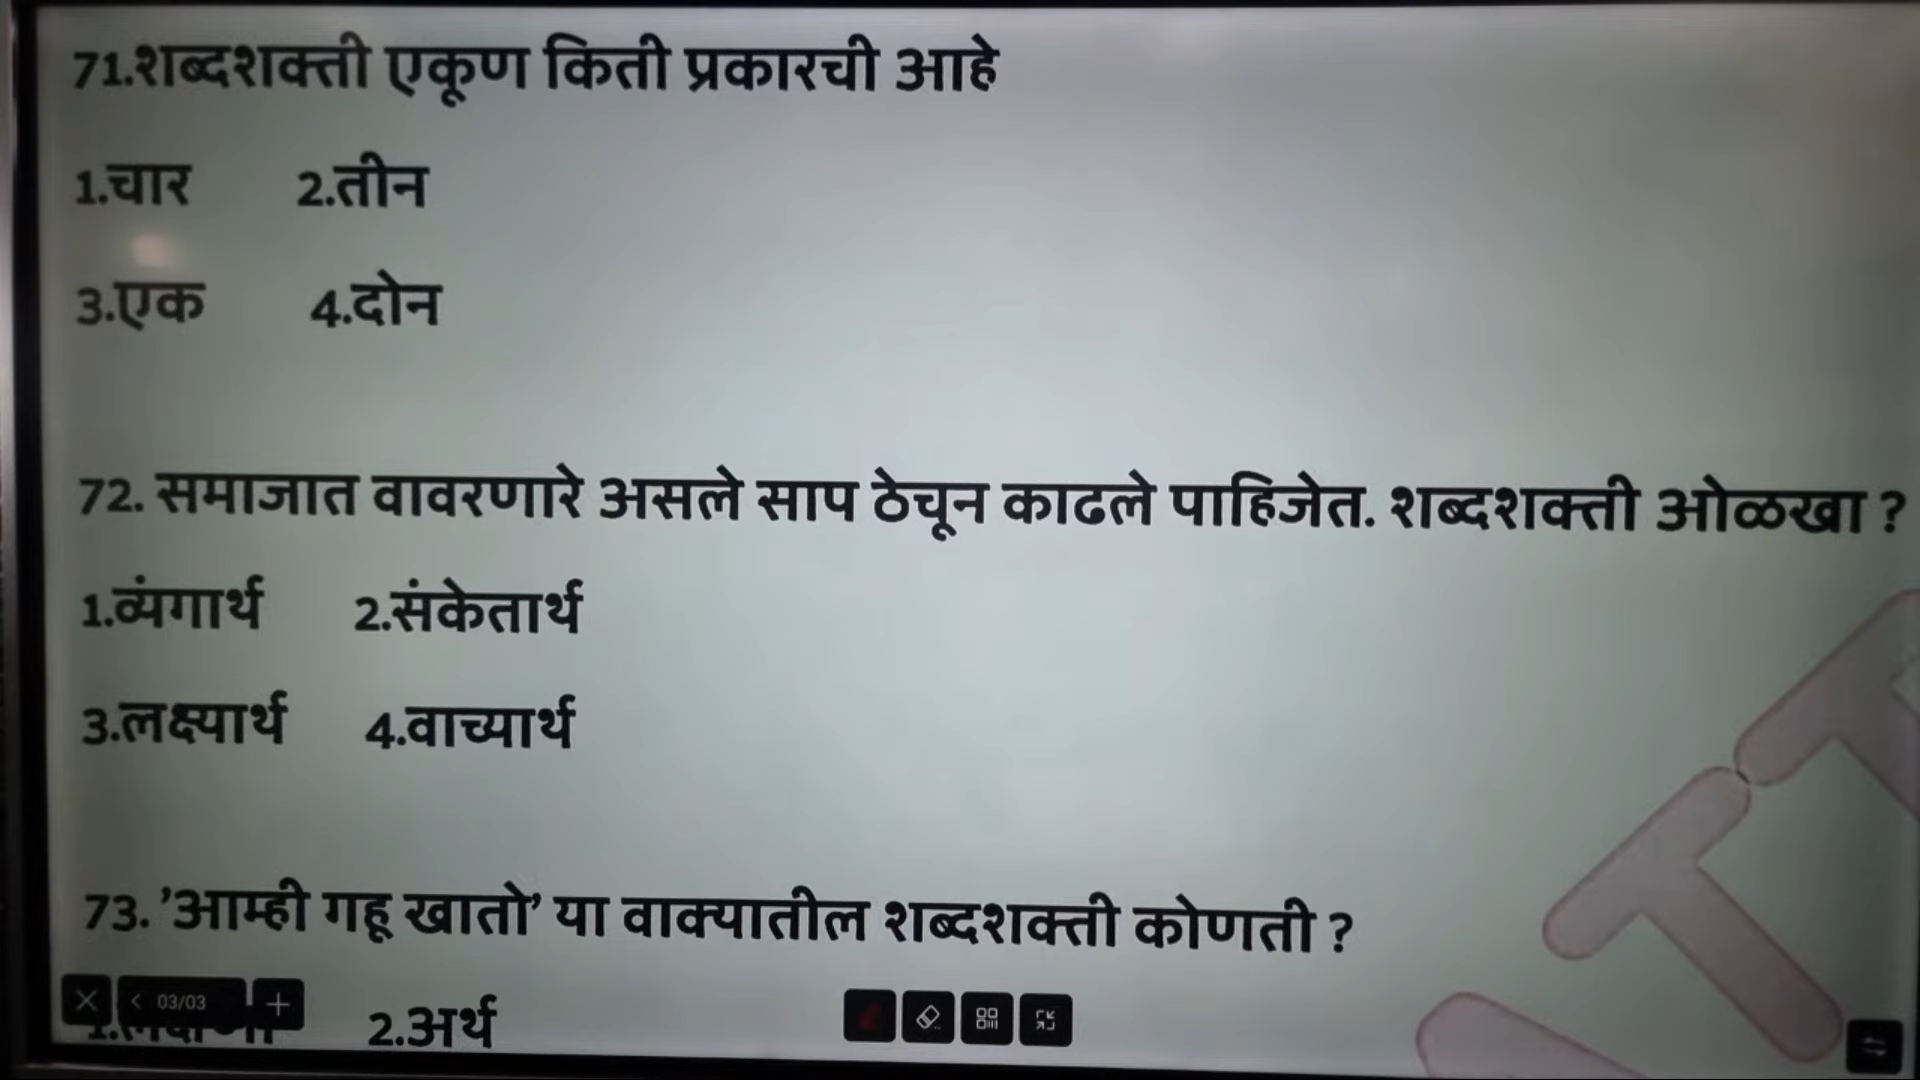 71.शब्दशक्ती एकूण किती प्रकारची आहे
1.चार 2.तीन
3.एक 4.दोन
72. समाजात वावरणारे असले साप ठेचून काढले पाहिजेत. शब्दशक्ती ओळखा ?
1.व्यंगार्थ 2.संकेतार्थ
3.लक्ष्यार्थ 4.वाच्यार्थ
73. 'आम्ही गहू खातो' या वाक्यातील शब्दशक्ती कोणती ?
03/03
2.अर्थ